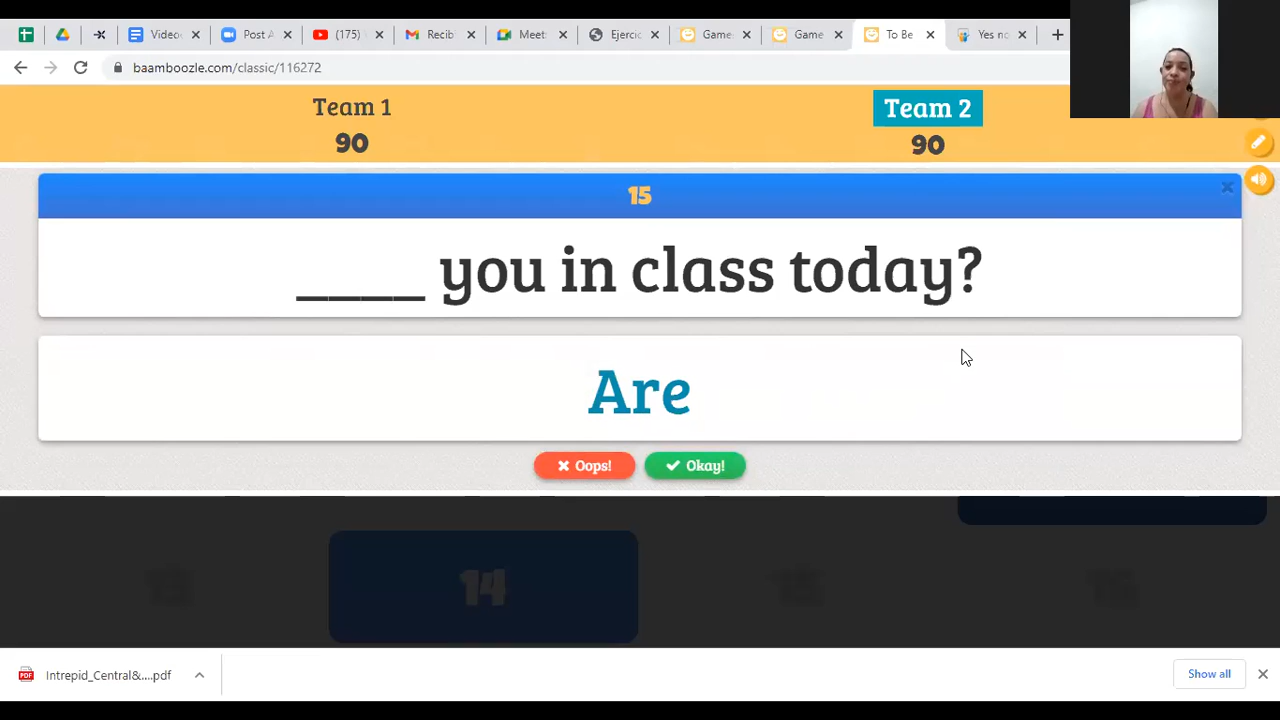 Video
Post A
(175) \
Recib
Meet:
Ejercic
Game
Game
To Be
Yes no
baamboozle.com/classic/116272
Team 1
Team 2
90
90
15
____ you in class today?
Are
Oops!
Okay!
14
Intrepid_Central&....pdf
Show all